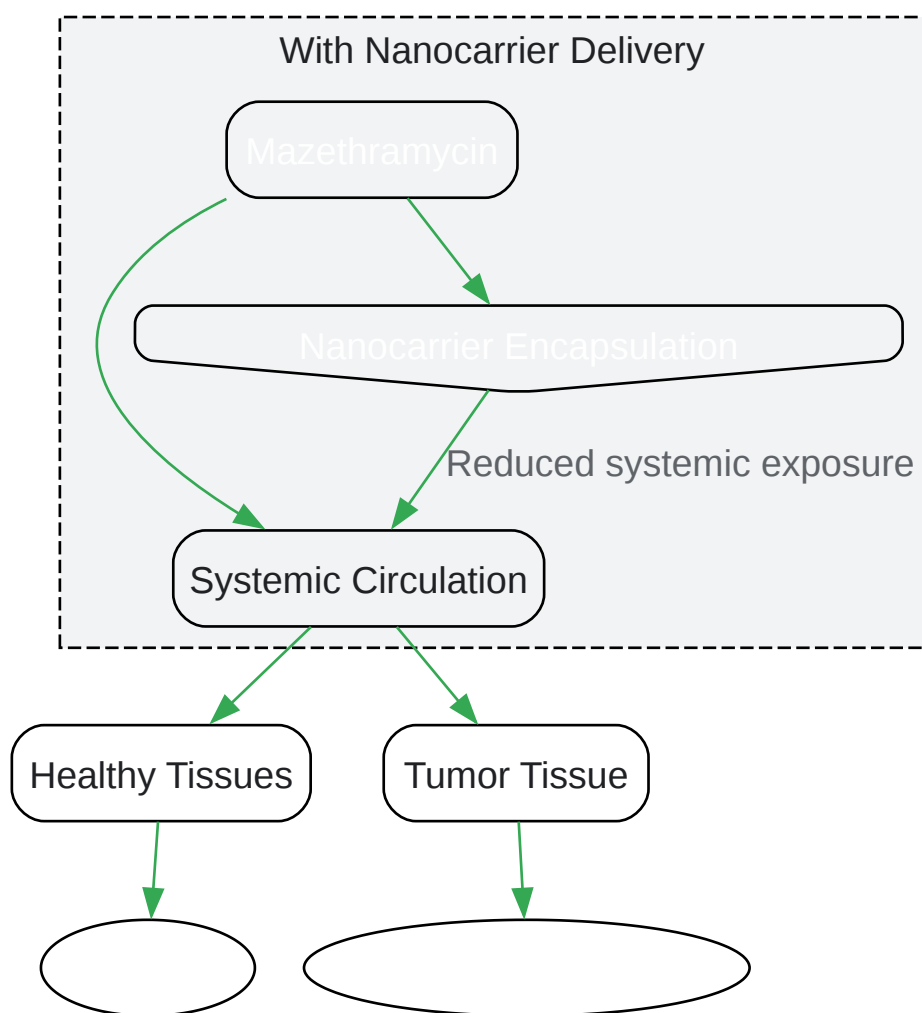 With Nanocarrier Delivery
Mazethramycin
Nanocarrier Encapsulation
Reduced systemic exposure
Systemic Circulation
Healthy Tissues
Tumor Tissue